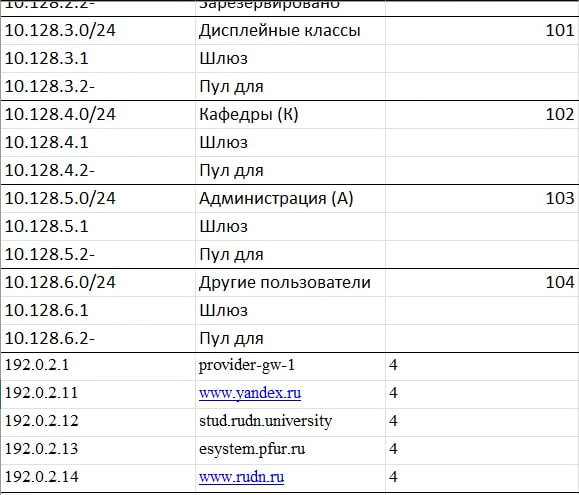 10.128.2.2- Зарезервировано
10.128.3.0/24 Дисплейные классы 101
10.128.3.1 Шлюз
10.128.3.2- Пул для
10.128.4.0/24 Кафедры (К) 102
10.128.4.1 Шлюз
10.128.4.2- Пул для
10.128.5.0/24 Администрация (А) 103
10.128.5.1 Шлюз
10.128.5.2- Пул для
10.128.6.0/24 Другие пользователи 104
10.128.6.1 Шлюз
10.128.6.2- Пул для
192.0.2.1 provider-gw-1 4
192.0.2.11 www.yandex.ru 4
192.0.2.12 stud.rudn.university 4
192.0.2.13 esystem.pfur.ru 4
192.0.2.14 www.rudn.ru 4